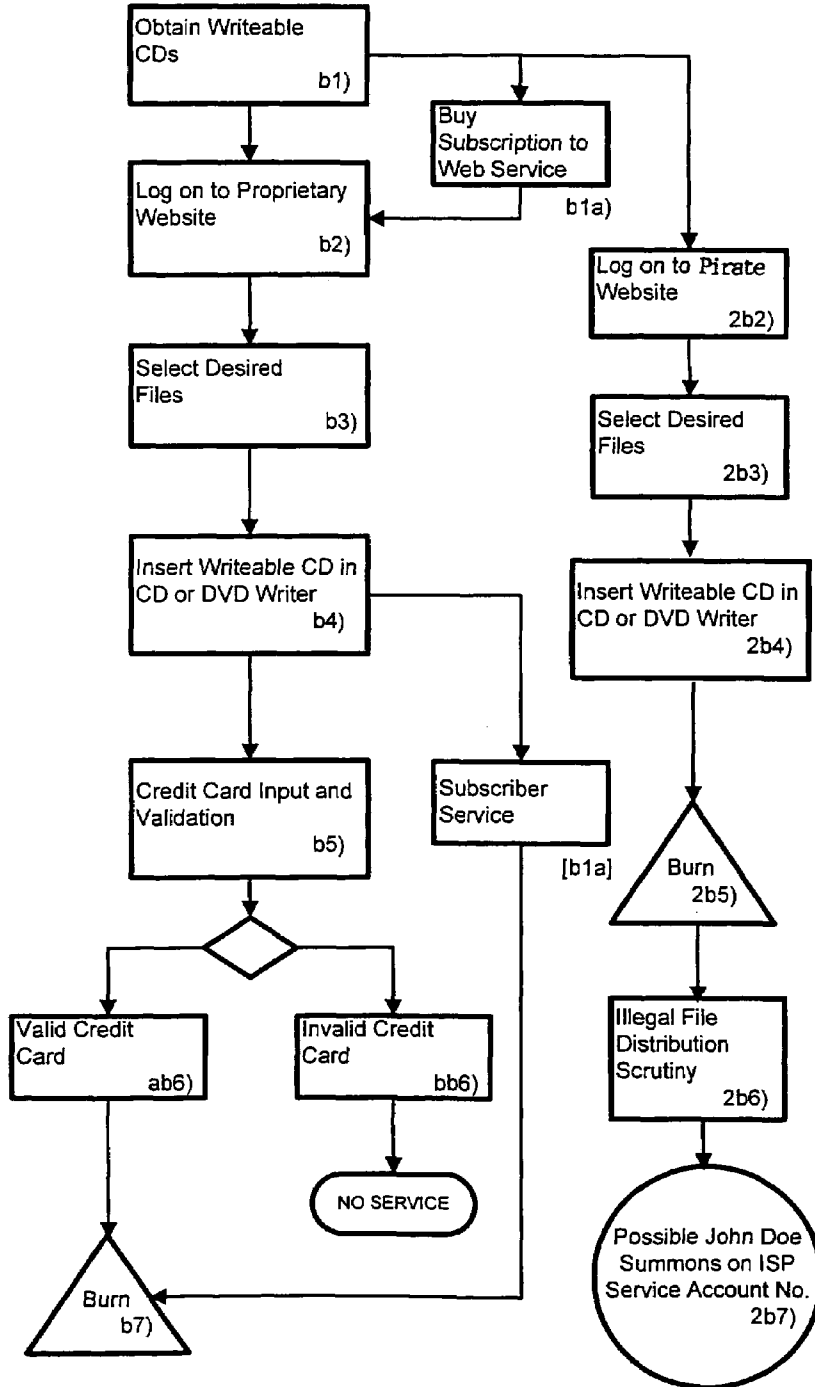 Obtain Writeable
CDs
b1)
Buy
Subscription to
Web Service
b1a)
Log on to Proprietary
Website
b2)
Log on to Pirate
Website
2b2)
Select Desired
Files
b3)
Select Desired
Files
2b3)
Insert Writeable CD in
CD or DVD Writer
b4)
Insert Writeable CD in
CD or DVD Writer
2b4)
Credit Card Input and
Validation
b5)
Subscriber
Service
[b1a]
Burn
2b5)
Valid Credit
Card
ab6)
Invalid Credit
Card
bb6)
Illegal File
Distribution
Scrutiny
2b6)
NO SERVICE
Burn
b7)
Possible John Doe
Summons on ISP
Service Account No.
2b7)